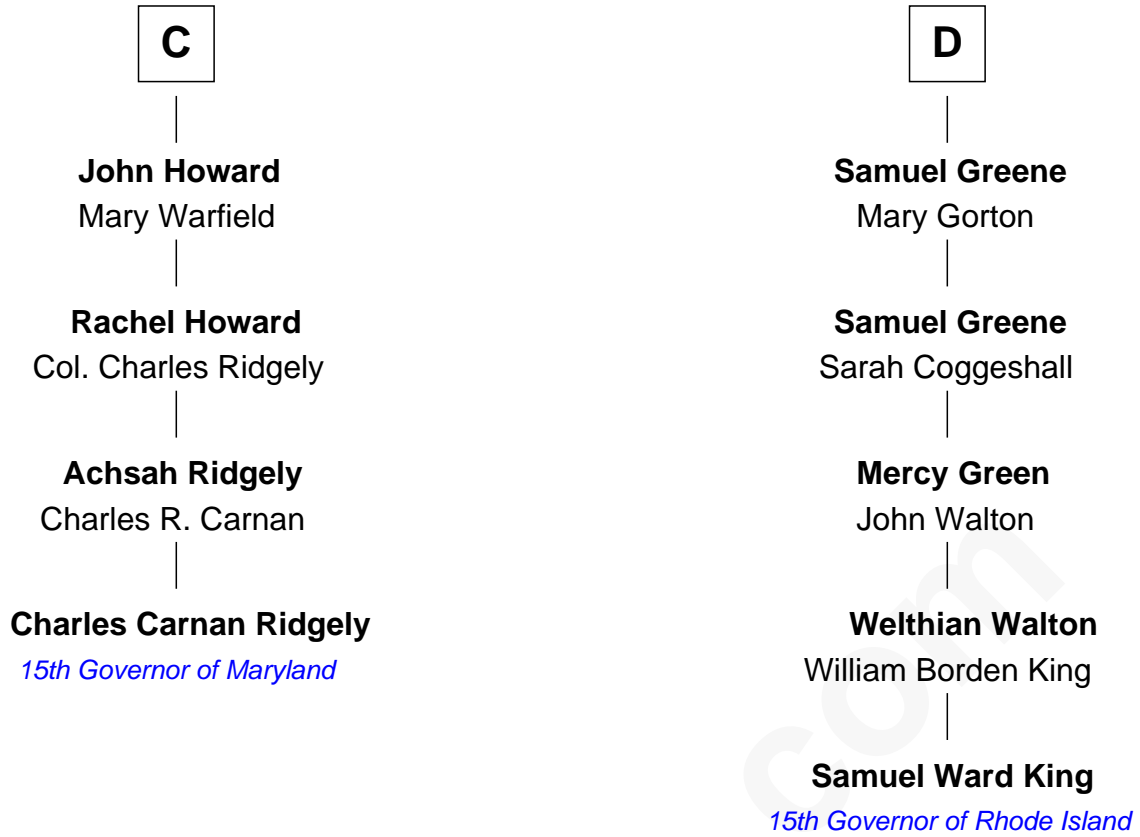 C
John Howard
Mary Warfield
Rachel Howard
Col. Charles Ridgely
Achsah Ridgely
Charles R. Carnan
Charles Carnan Ridgely
15th Governor of Maryland
D
Samuel Greene
Mary Gorton
Samuel Greene
Sarah Coggeshall
Mercy Green
John Walton
Welthian Walton
William Borden King
Samuel Ward King
15th Governor of Rhode Island
com